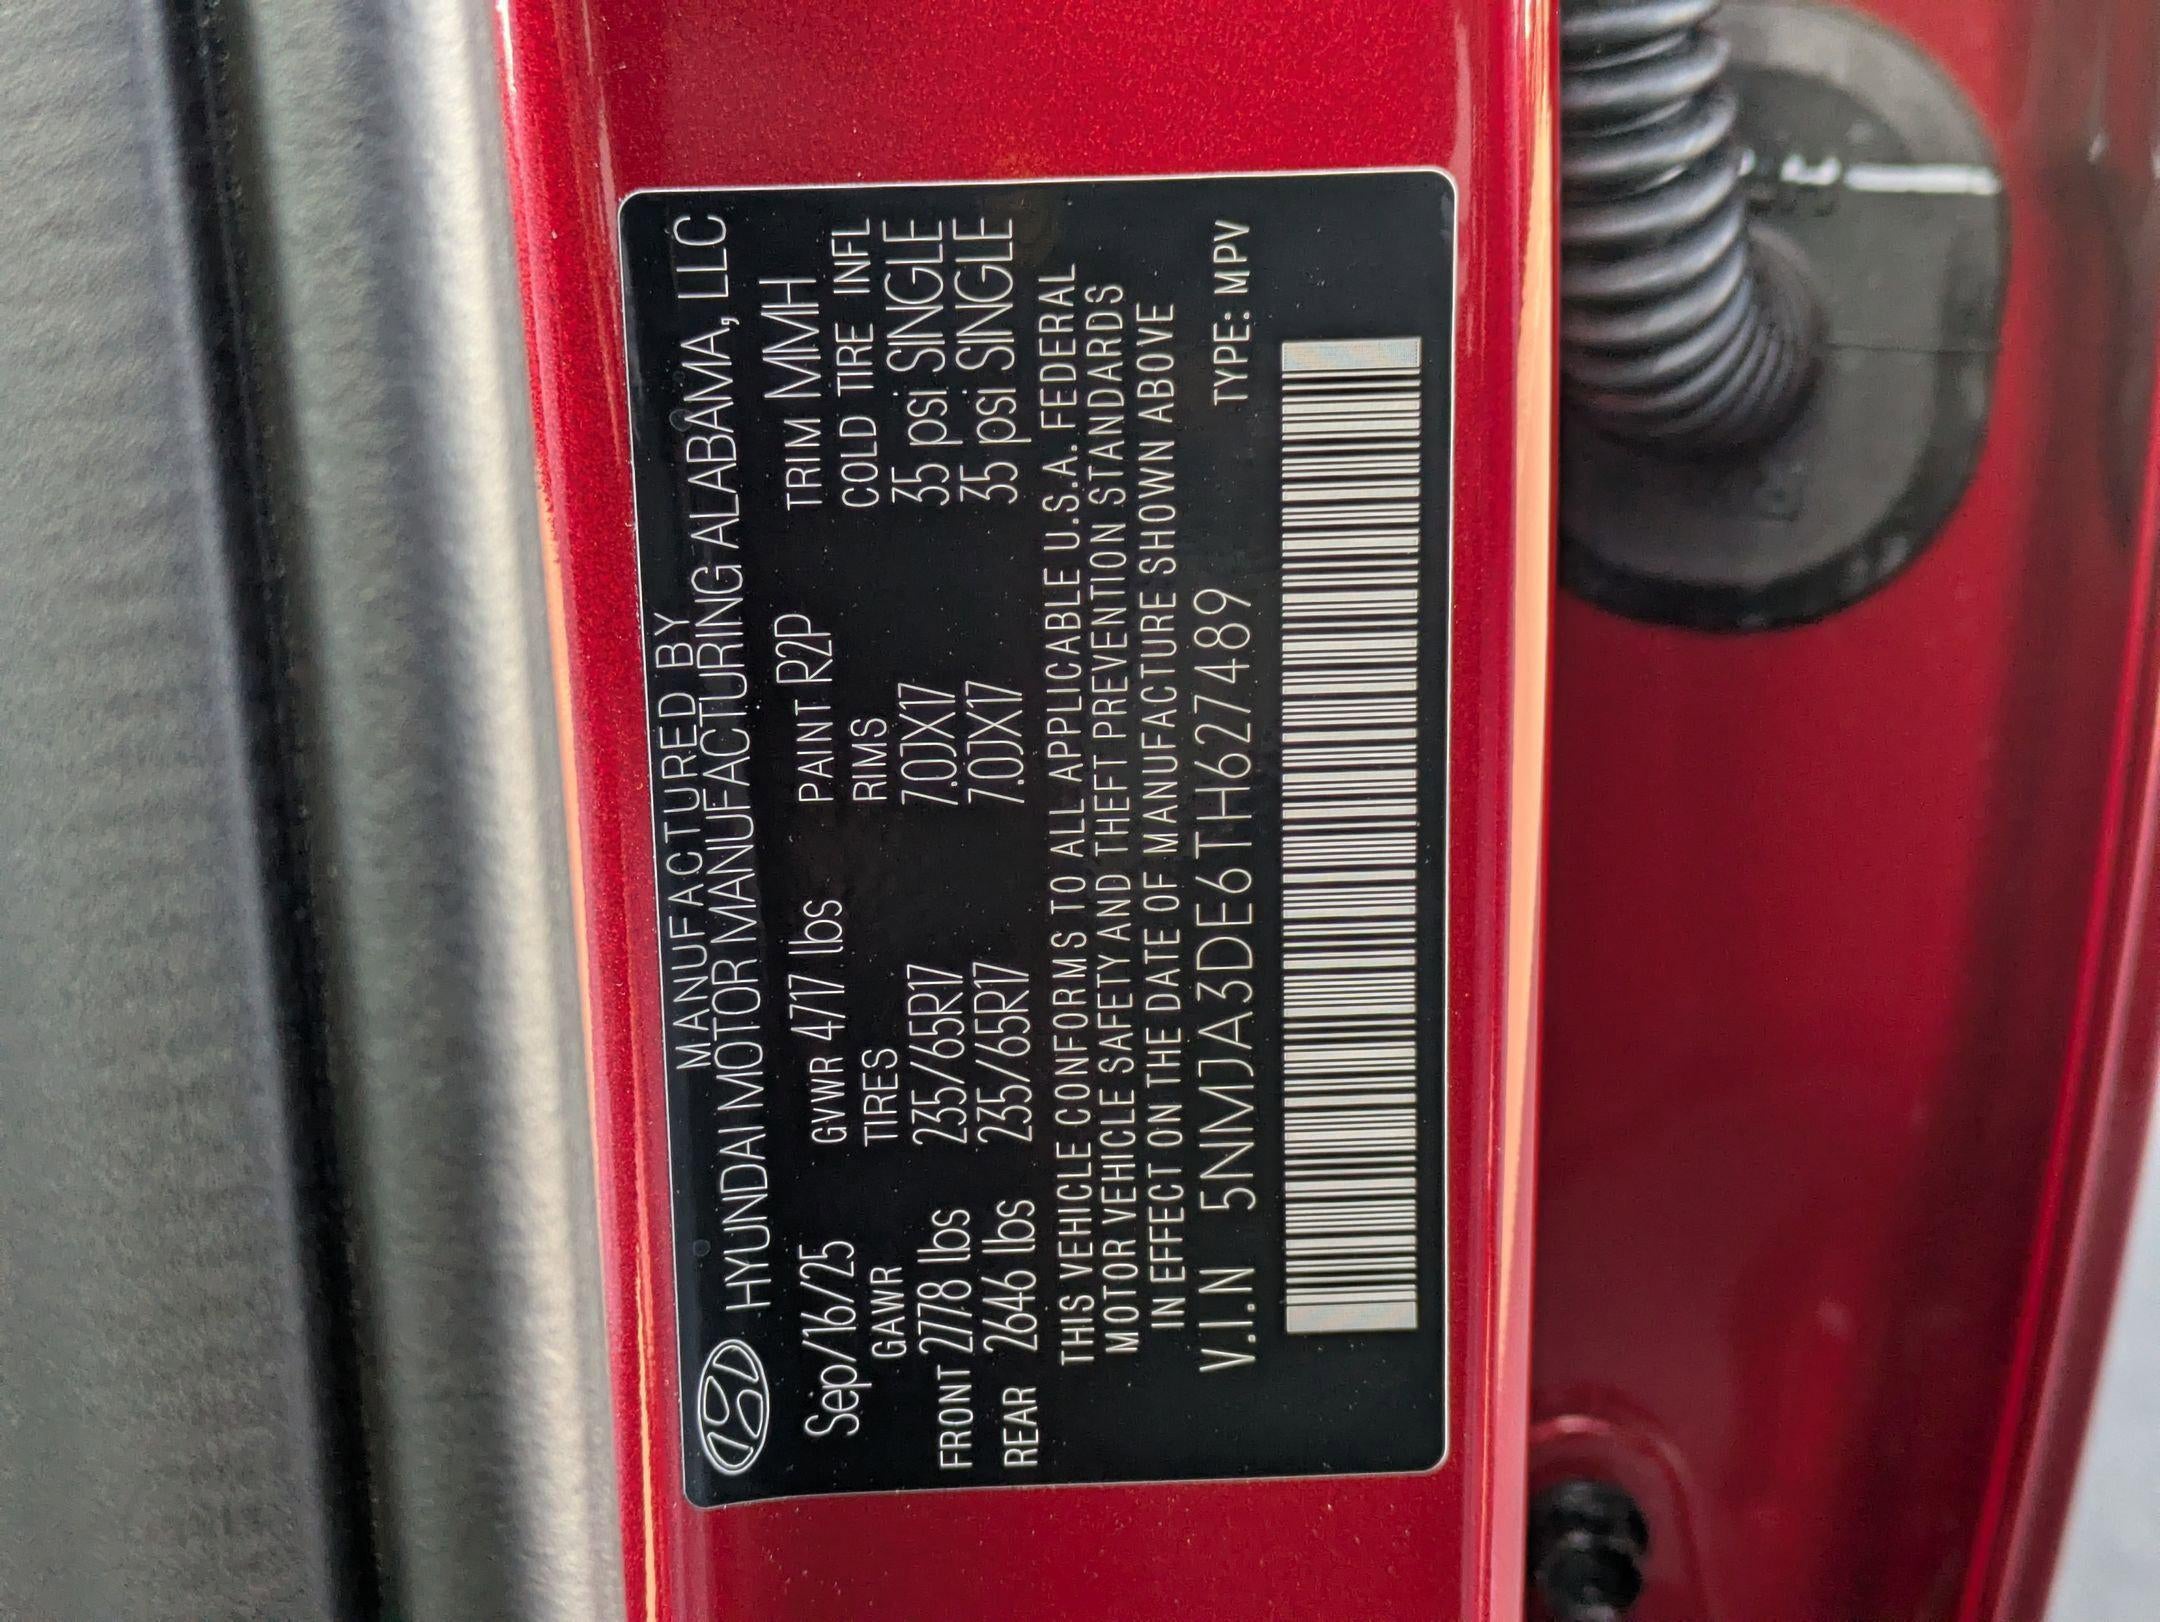 MANUFACTURED BY
HYUNDAI MOTOR MANUFACTURING ALABAMA, LLC
Sep/16/25 GVWR 4717 lbs PAINT R2P TRIM MMH
GAWR TIRES RIMS COLD TIRE INFL
FRONT 2778 lbs 235/65R17 7.0JX17 35 psi SINGLE
REAR 2646 lbs 235/65R17 7.0JX17 35 psi SINGLE
THIS VEHICLE CONFORMS TO ALL APPLICABLE U.S.A. FEDERAL
MOTOR VEHICLE SAFETY AND THEFT PREVENTION STANDARDS
IN EFFECT ON THE DATE OF MANUFACTURE SHOWN ABOVE
V.I.N 5NMJA3DE6TH627489 TYPE: MPV